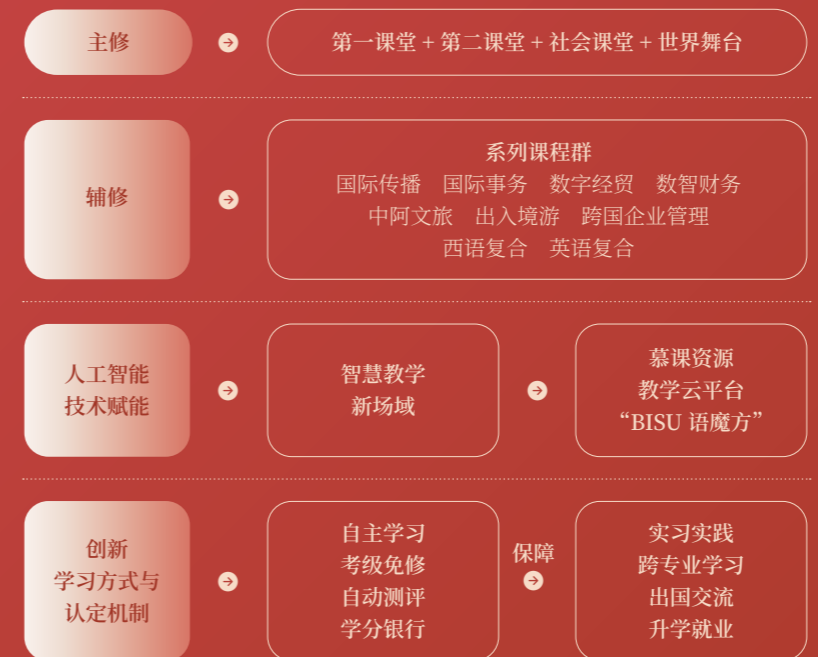 主修
第一课堂 + 第二课堂 + 社会课堂 + 世界舞台
辅修
系列课程群
国际传播 国际事务 数字经贸 数智财务
中阿文旅 出入境游 跨国企业管理
西语复合 英语复合
人工智能
技术赋能
智慧教学
新场域
慕课资源
教学云平台
“BISU 语魔方”
创新
学习方式与
认定机制
自主学习
考级免修
自动测评
学分银行
保障
实习实践
跨专业学习
出国交流
升学就业